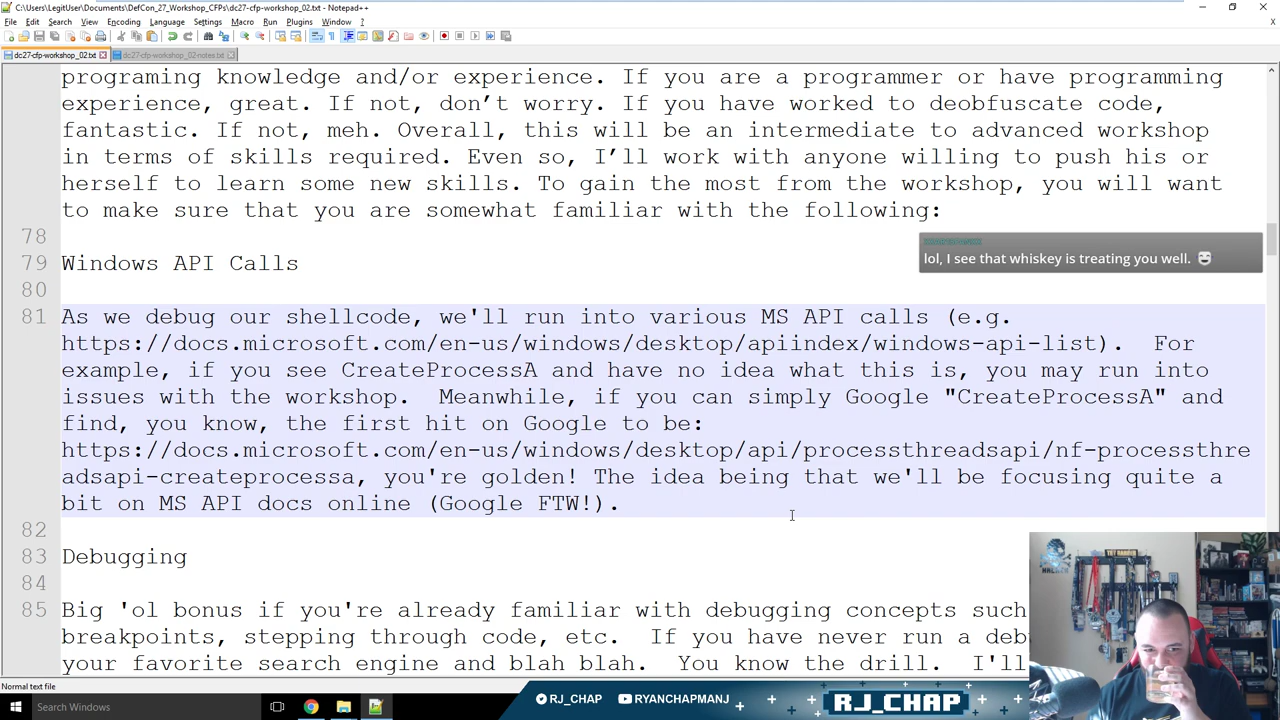 C:\Users\LegitUser\Documents\DefCon_27_Workshop_CFPs\dc27-cfp-workshop_02.txt - Notepad++
File Edit Search View Encoding Language Settings Tools Macro Run Plugins Window ?
dc27-cfp-workshop_02.txt dc27-cfp-workshop_02-notes.txt
programing knowledge and/or experience. If you are a programmer or have programming
experience, great. If not, don’t worry. If you have worked to deobfuscate code,
fantastic. If not, meh. Overall, this will be an intermediate to advanced workshop
in terms of skills required. Even so, I’ll work with anyone willing to push his or
herself to learn some new skills. To gain the most from the workshop, you will want
to make sure that you are somewhat familiar with the following:
78
79 Windows API Calls
lol, I see that whiskey is treating you well.
80
81 As we debug our shellcode, we'll run into various MS API calls (e.g.
https://docs.microsoft.com/en-us/windows/desktop/apiindex/windows-api-list).  For
example, if you see CreateProcessA and have no idea what this is, you may run into
issues with the workshop.  Meanwhile, if you can simply Google "CreateProcessA" and
find, you know, the first hit on Google to be:
https://docs.microsoft.com/en-us/windows/desktop/api/processthreadsapi/nf-processthre
adsapi-createprocessa, you're golden! The idea being that we'll be focusing quite a
bit on MS API docs online (Google FTW!).
82
83 Debugging
84
85 Big 'ol bonus if you're already familiar with debugging concepts such
breakpoints, stepping through code, etc.  If you have never run a deb
your favorite search engine and blah blah.  You know the drill.  I'll
Normal text file
Search Windows
RJ_CHAP RYANCHAPMANJ RJ_CHAP